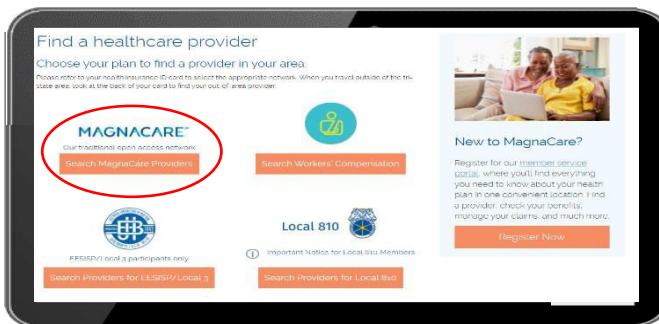 Find a healthcare provider
Choose your plan to find a provider in your area.
Please refer to your health insurance ID card to select the appropriate network. When you travel outside of the tri-
state area, look at the back of your card to find your out-of-area provider.
MAGNACARE™
Our traditional open access network
Search MagnaCare Providers
Search Workers' Compensation
EESISP/Local 3 participants only
Search Providers for EESISP/Local 3
Local 810
Important Notice for Local 810 Members
Search Providers for Local 810
New to MagnaCare?
Register for our member service
portal, where you'll find everything
you need to know about your health
plan in one convenient location. Find
a provider, check your benefits,
manage your claims, and much more.
Register Now